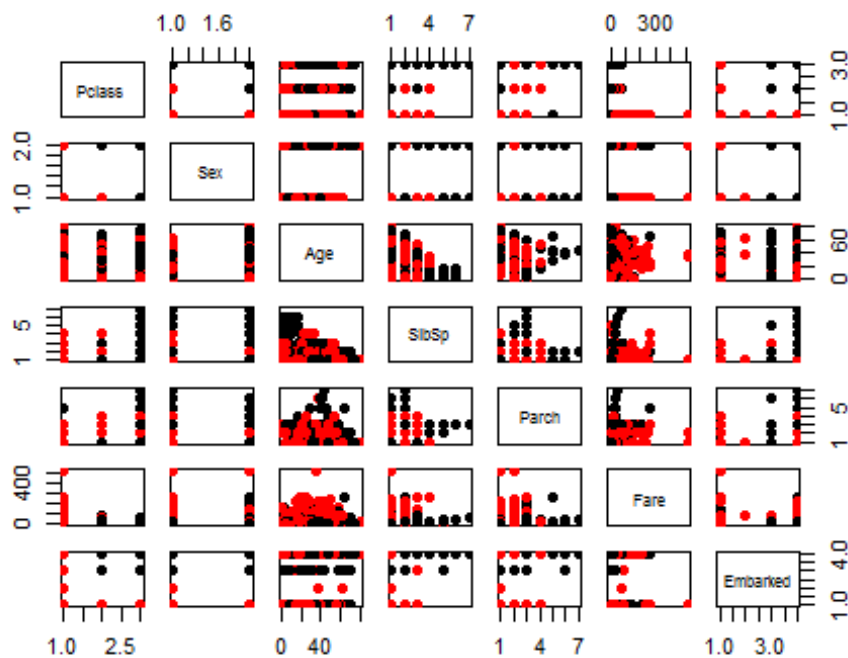 1.0 1.6 1 4 7 0 300
Pclass 1.0 3.0
1.0 2.0 Sex
Age 0 60
1 5 SibSp
Parch 1 5
0 400 Fare
Embarked 1.0 4.0
1.0 2.5 0 40 1 4 7 1.0 3.0